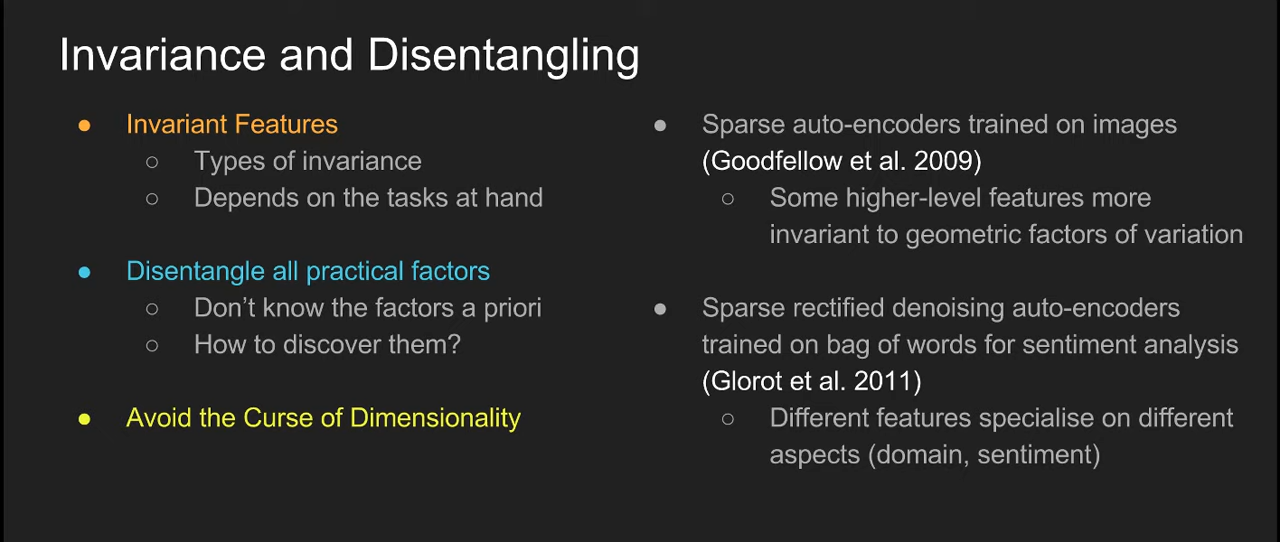 Invariance and Disentangling
● Invariant Features
○ Types of invariance
○ Depends on the tasks at hand
● Disentangle all practical factors
○ Don't know the factors a priori
○ How to discover them?
● Avoid the Curse of Dimensionality
● Sparse auto-encoders trained on images
(Goodfellow et al. 2009)
○ Some higher-level features more
invariant to geometric factors of variation
● Sparse rectified denoising auto-encoders
trained on bag of words for sentiment analysis
(Glorot et al. 2011)
○ Different features specialise on different
aspects (domain, sentiment)